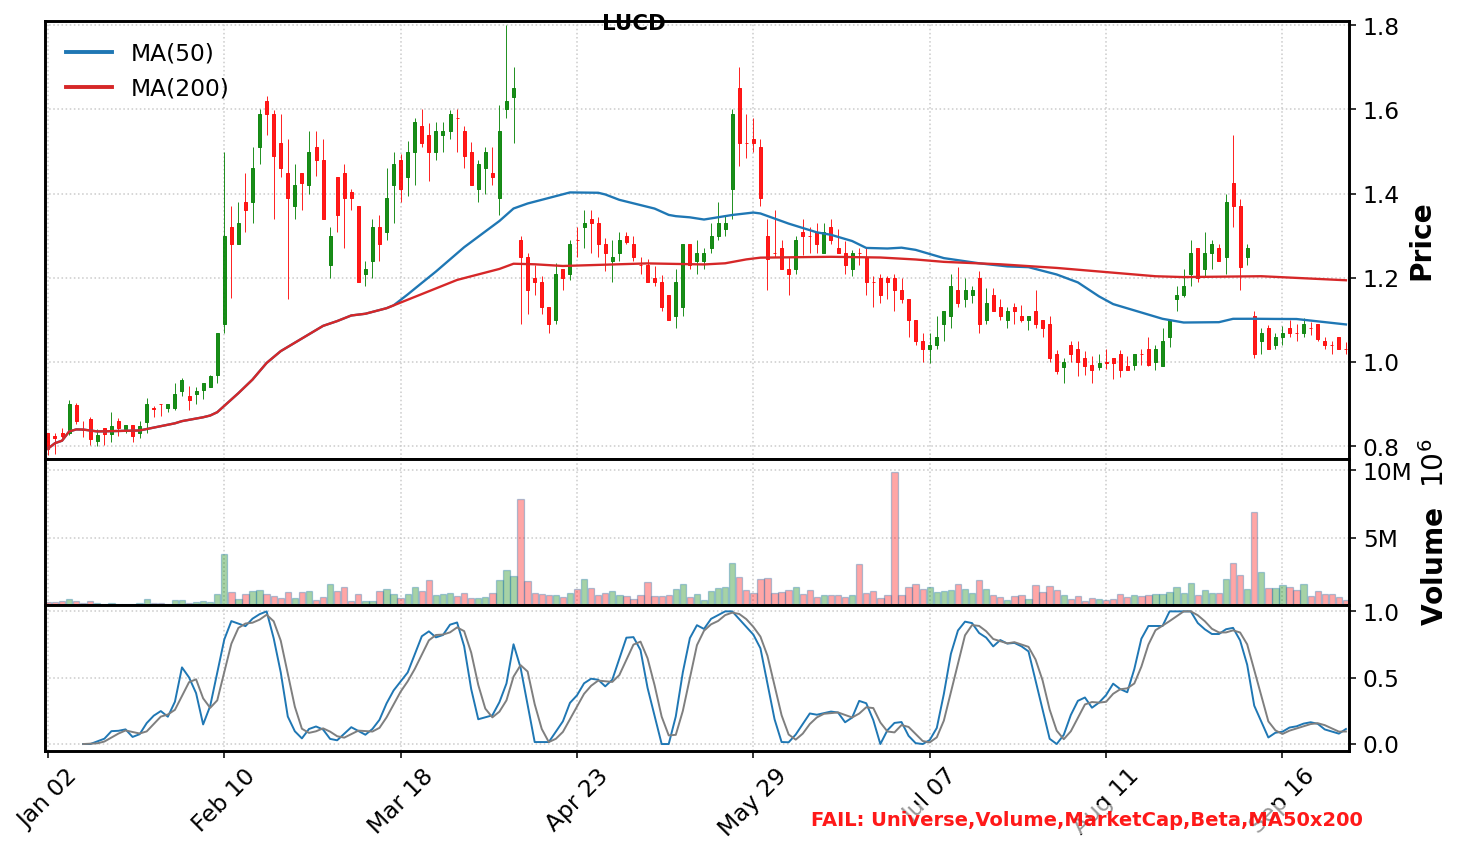 LUCD
MA(50)
MA(200)
1.8
1.6
1.4
1.2
1.0
0.8
Price
10M
5M
Volume 10^6
1.0
0.5
0.0
Jan 02
Feb 10
Mar 18
Apr 23
May 29
Jul 07
Aug 11
Sep 16
FAIL: Universe,Volume,MarketCap,Beta,MA50x200